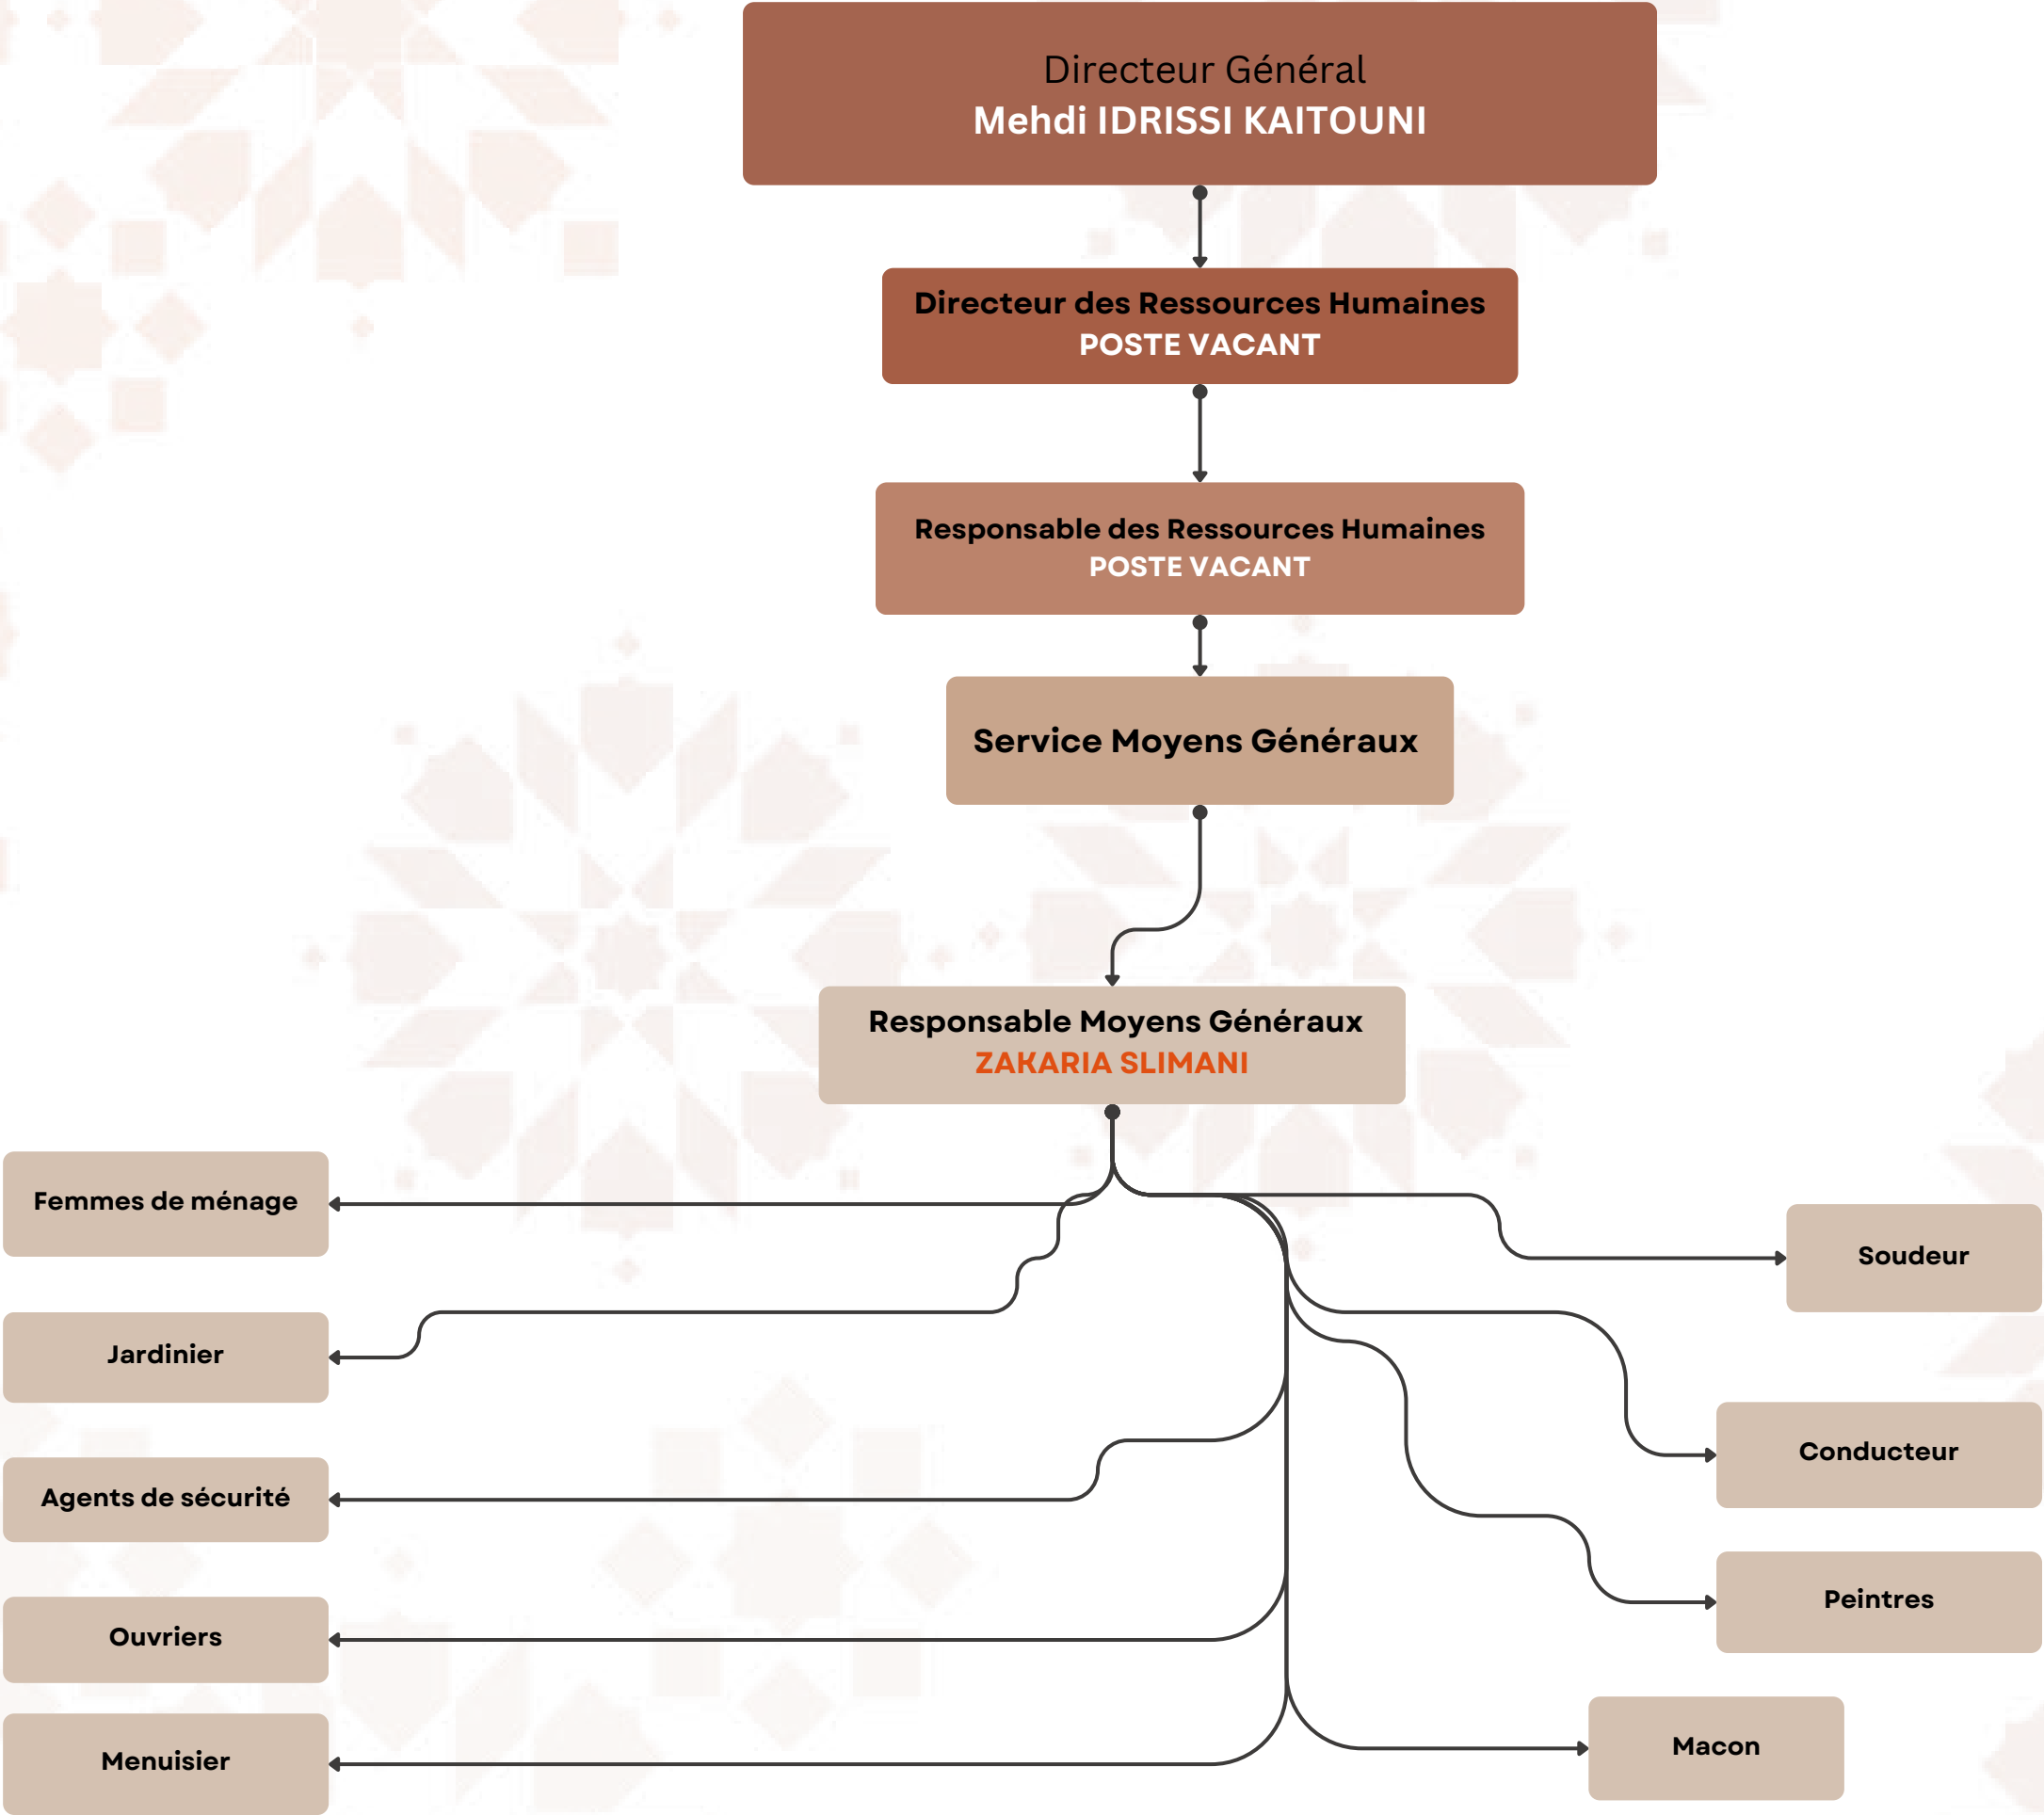 Directeur Général
Mehdi IDRISSI KAITOUNI
Directeur des Ressources Humaines
POSTE VACANT
Responsable des Ressources Humaines
POSTE VACANT
Service Moyens Généraux
Responsable Moyens Généraux
ZAKARIA SLIMANI
Femmes de ménage
Jardinier
Agents de sécurité
Ouvriers
Menuisier
Soudeur
Conducteur
Peintres
Macon